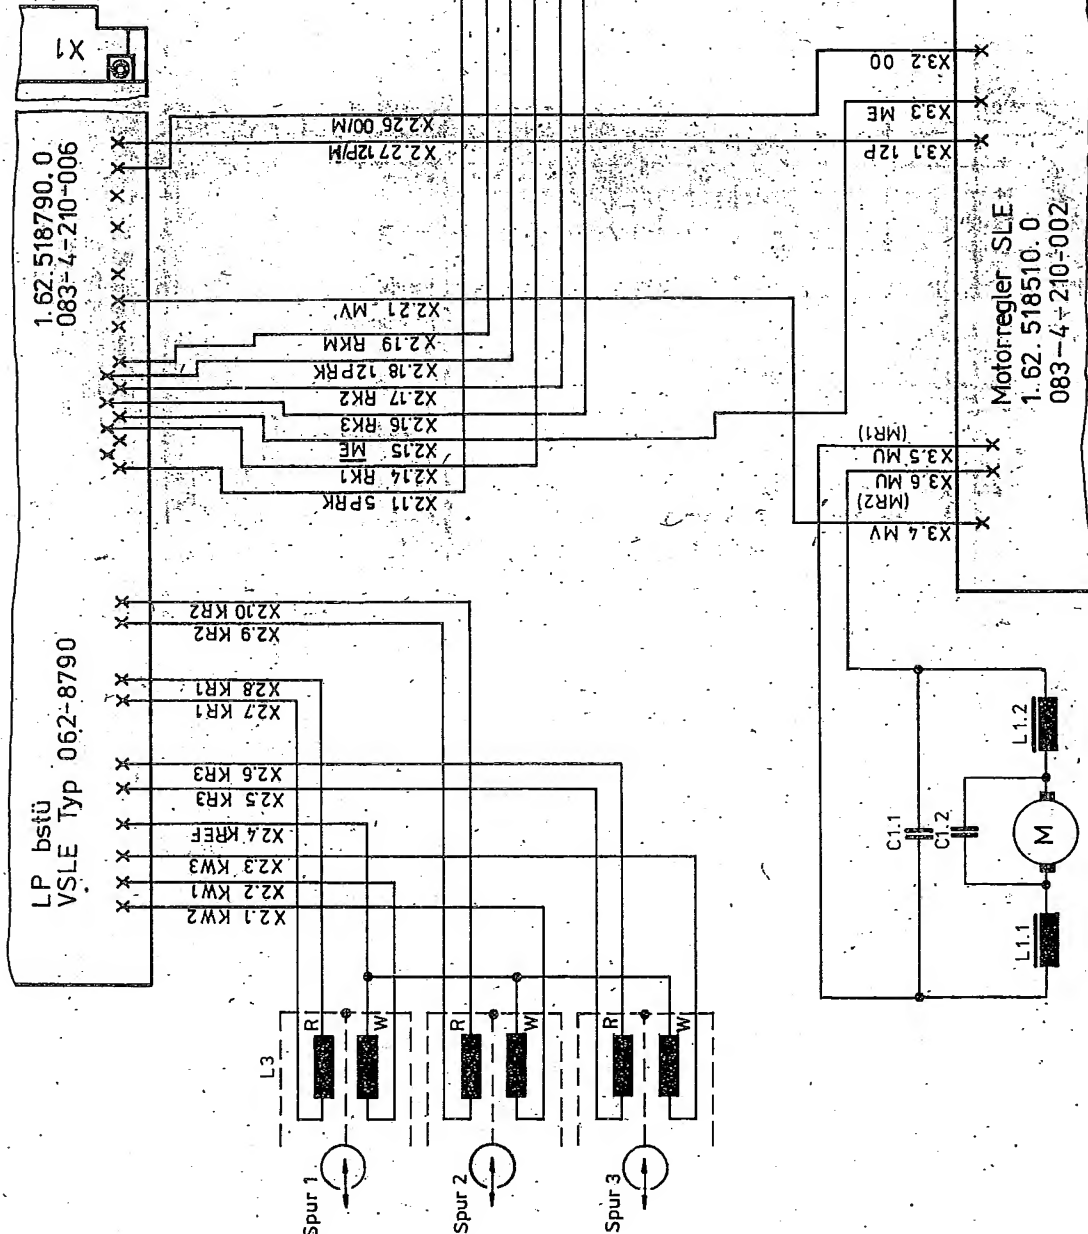 X1
1.62.518790.0
083-4-210-006
X2.26 00/M
X2.27 12P/M
X2.21 MV
X2.19 RKM
X2.18 12PRK
X2.17 RK2
X2.16 RK3
X2.15 ME
X2.14 RK1
X2.11 5PRK
X3.2 00
X3.3 ME
X3.1 12P
Motorregler SLE
1.62.518510.0
083-4-210-002
(MR1)
X3.5 MU
X3.6 MU
(MR2)
X3.4 MV
LP bstü
VSLE Typ 062-8790
X2.10 KR2
X2.9 KR2
X2.8 KR1
X2.7 KR1
X2.6 KR3
X2.5 KR3
X2.4 KREF
X2.3 KW3
X2.2 KW1
X2.1 KW2
C1.1
C1.2
L1.2
M
L1.1
L3
R
W
R
W
R
W
Spur 1
Spur 2
Spur 3